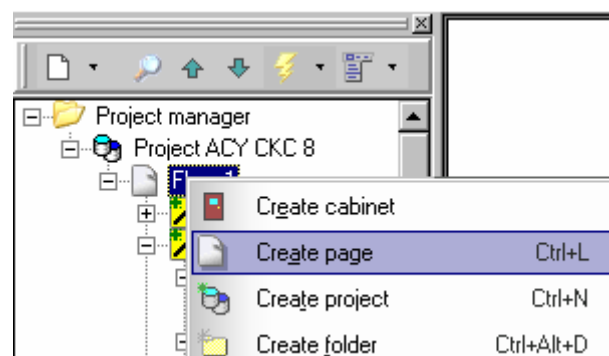 Project manager
Project ACY CKC 8
Create cabinet
Create page Ctrl+L
Create project Ctrl+N
Create folder Ctrl+Alt+D